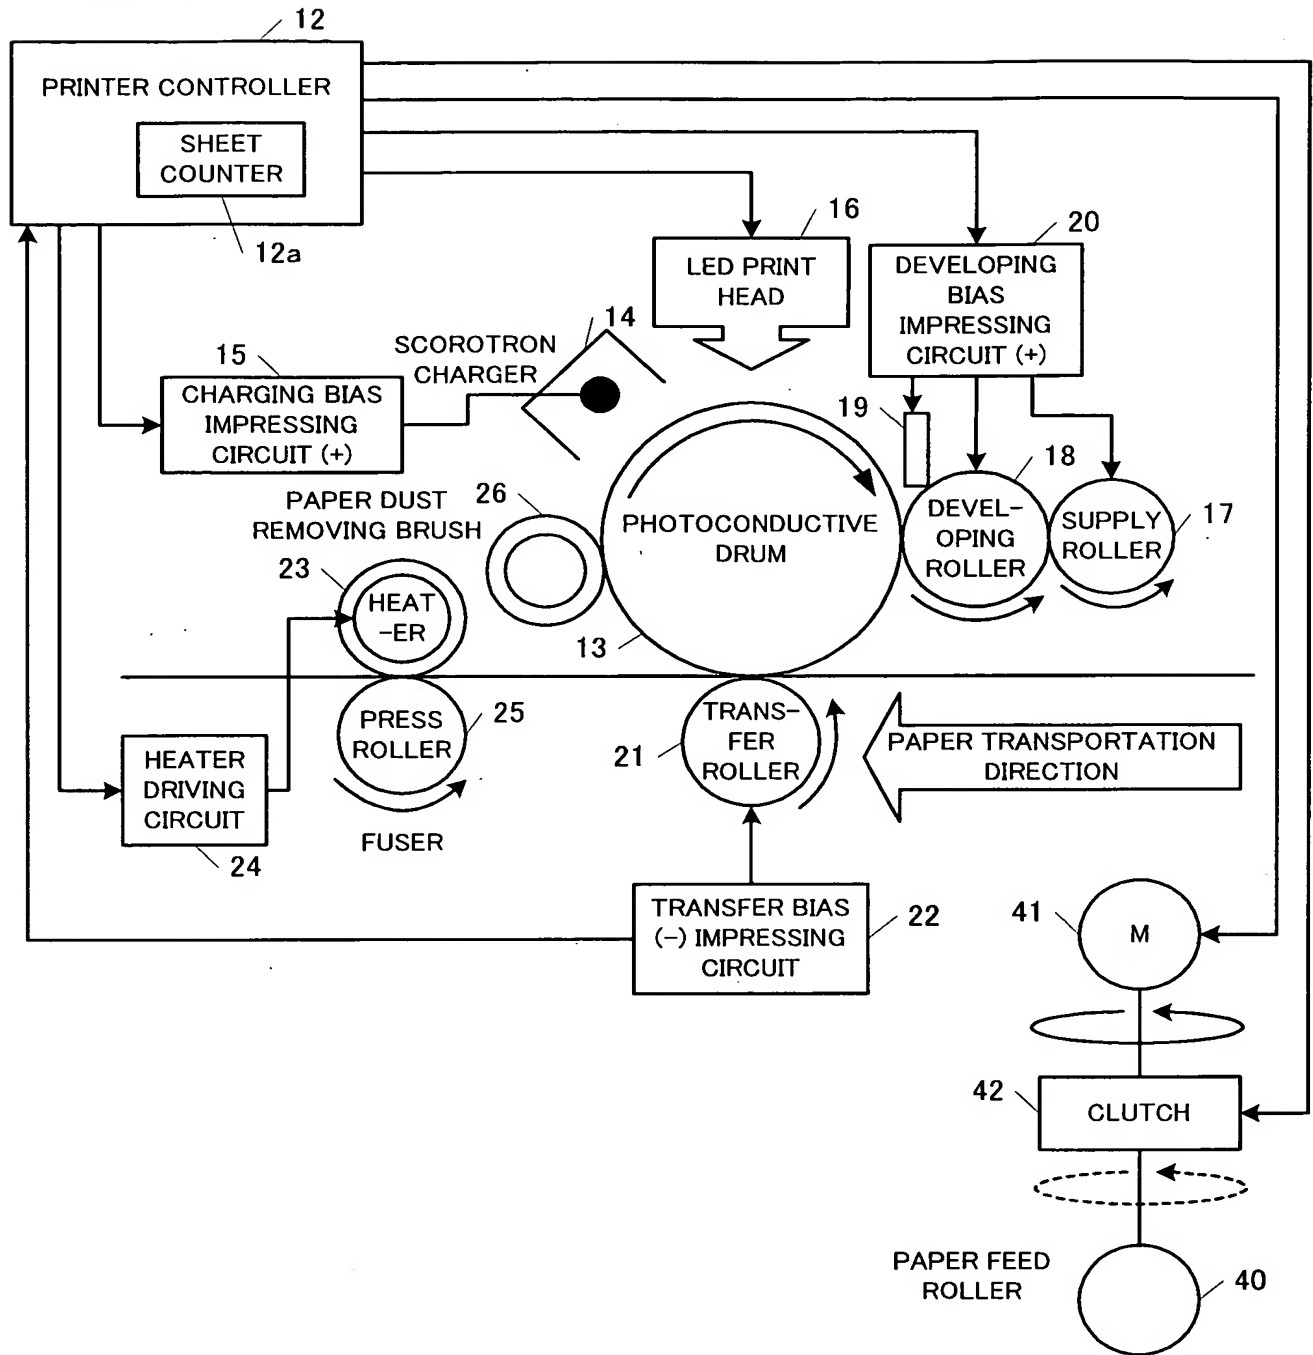 12
PRINTER CONTROLLER
SHEET
COUNTER
12a
16
LED PRINT
HEAD
20
DEVELOPING
BIAS
IMPRESSING
CIRCUIT (+)
14
SCOROTRON
CHARGER
15
CHARGING BIAS
IMPRESSING
CIRCUIT (+)
19
18
DEVEL-
OPING
ROLLER
SUPPLY
ROLLER
17
PHOTOCONDUCTIVE
DRUM
13
26
PAPER DUST
REMOVING BRUSH
23
HEAT
-ER
PRESS
ROLLER
25
FUSER
HEATER
DRIVING
CIRCUIT
24
21
TRANS-
FER
ROLLER
PAPER TRANSPORTATION
DIRECTION
TRANSFER BIAS
(-) IMPRESSING
CIRCUIT
22
41
M
42
CLUTCH
PAPER FEED
ROLLER
40